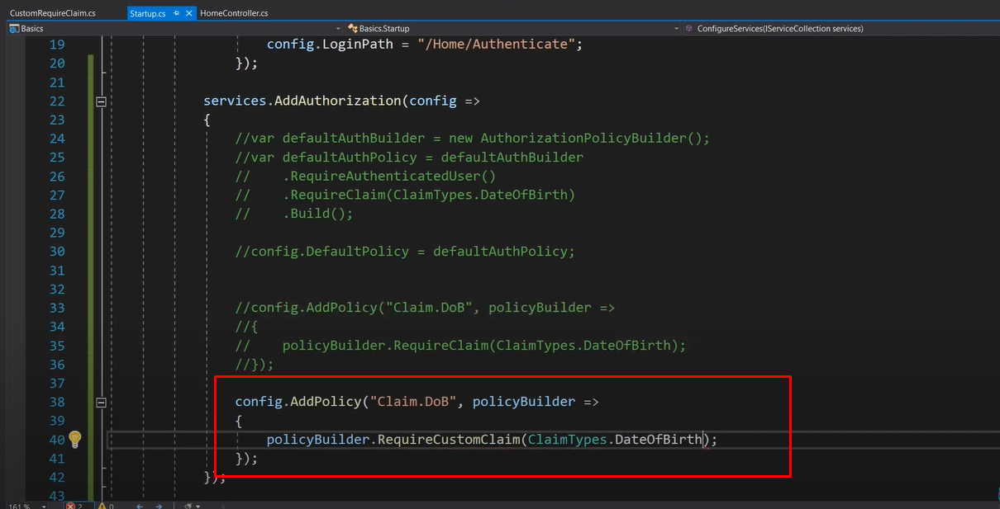 CustomRequireClaim.cs Startup.cs HomeController.cs
Basics Basics.Startup ConfigureServices(IServiceCollection services)
19 config.LoginPath = "/Home/Authenticate";
20 });
21
22 services.AddAuthorization(config =>
23 {
24 //var defaultAuthBuilder = new AuthorizationPolicyBuilder();
25 //var defaultAuthPolicy = defaultAuthBuilder
26 // .RequireAuthenticatedUser()
27 // .RequireClaim(ClaimTypes.DateOfBirth)
28 // .Build();
29
30 //config.DefaultPolicy = defaultAuthPolicy;
31
32
33 //config.AddPolicy("Claim.DoB", policyBuilder =>
34 //{
35 // policyBuilder.RequireClaim(ClaimTypes.DateOfBirth);
36 //});
37
38 config.AddPolicy("Claim.DoB", policyBuilder =>
39 {
40 policyBuilder.RequireCustomClaim(ClaimTypes.DateOfBirth);
41 });
42 });
43
161 % 2 0